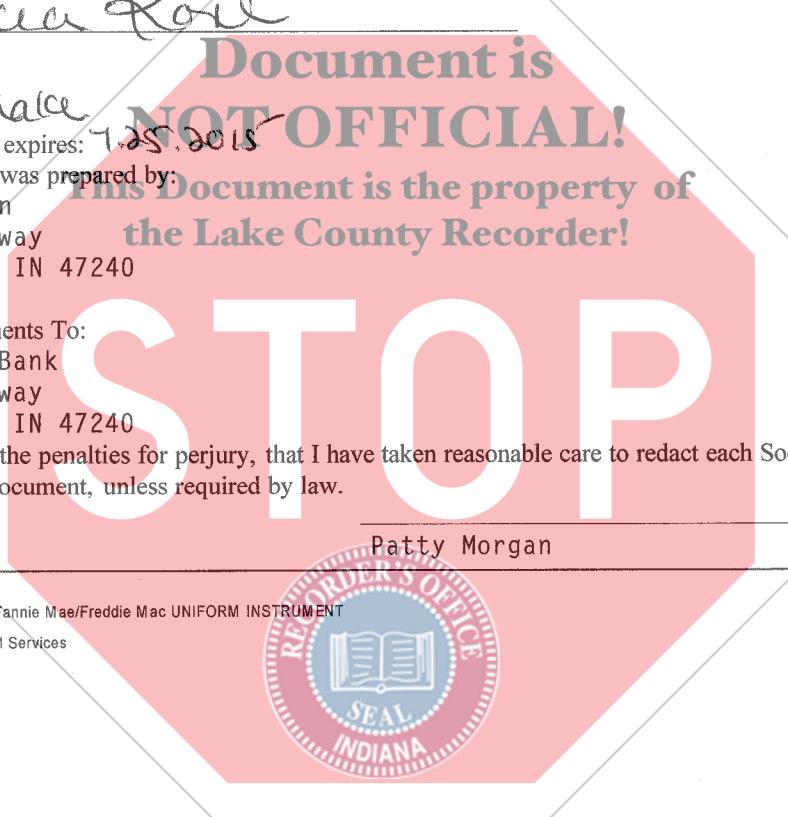 Document is
NOT OFFICIAL!
expires: 7.25.2015
was prepared by:
This Document is the property of
n
way
the Lake County Recorder!
IN 47240
ents To:
Bank
way
IN 47240
STOP
the penalties for perjury, that I have taken reasonable care to redact each So
ocument, unless required by law.
Patty Morgan
Fannie Mae/Freddie Mac UNIFORM INSTRUMENT
l Services
RECORDER'S OFFICE
SEAL
INDIANA